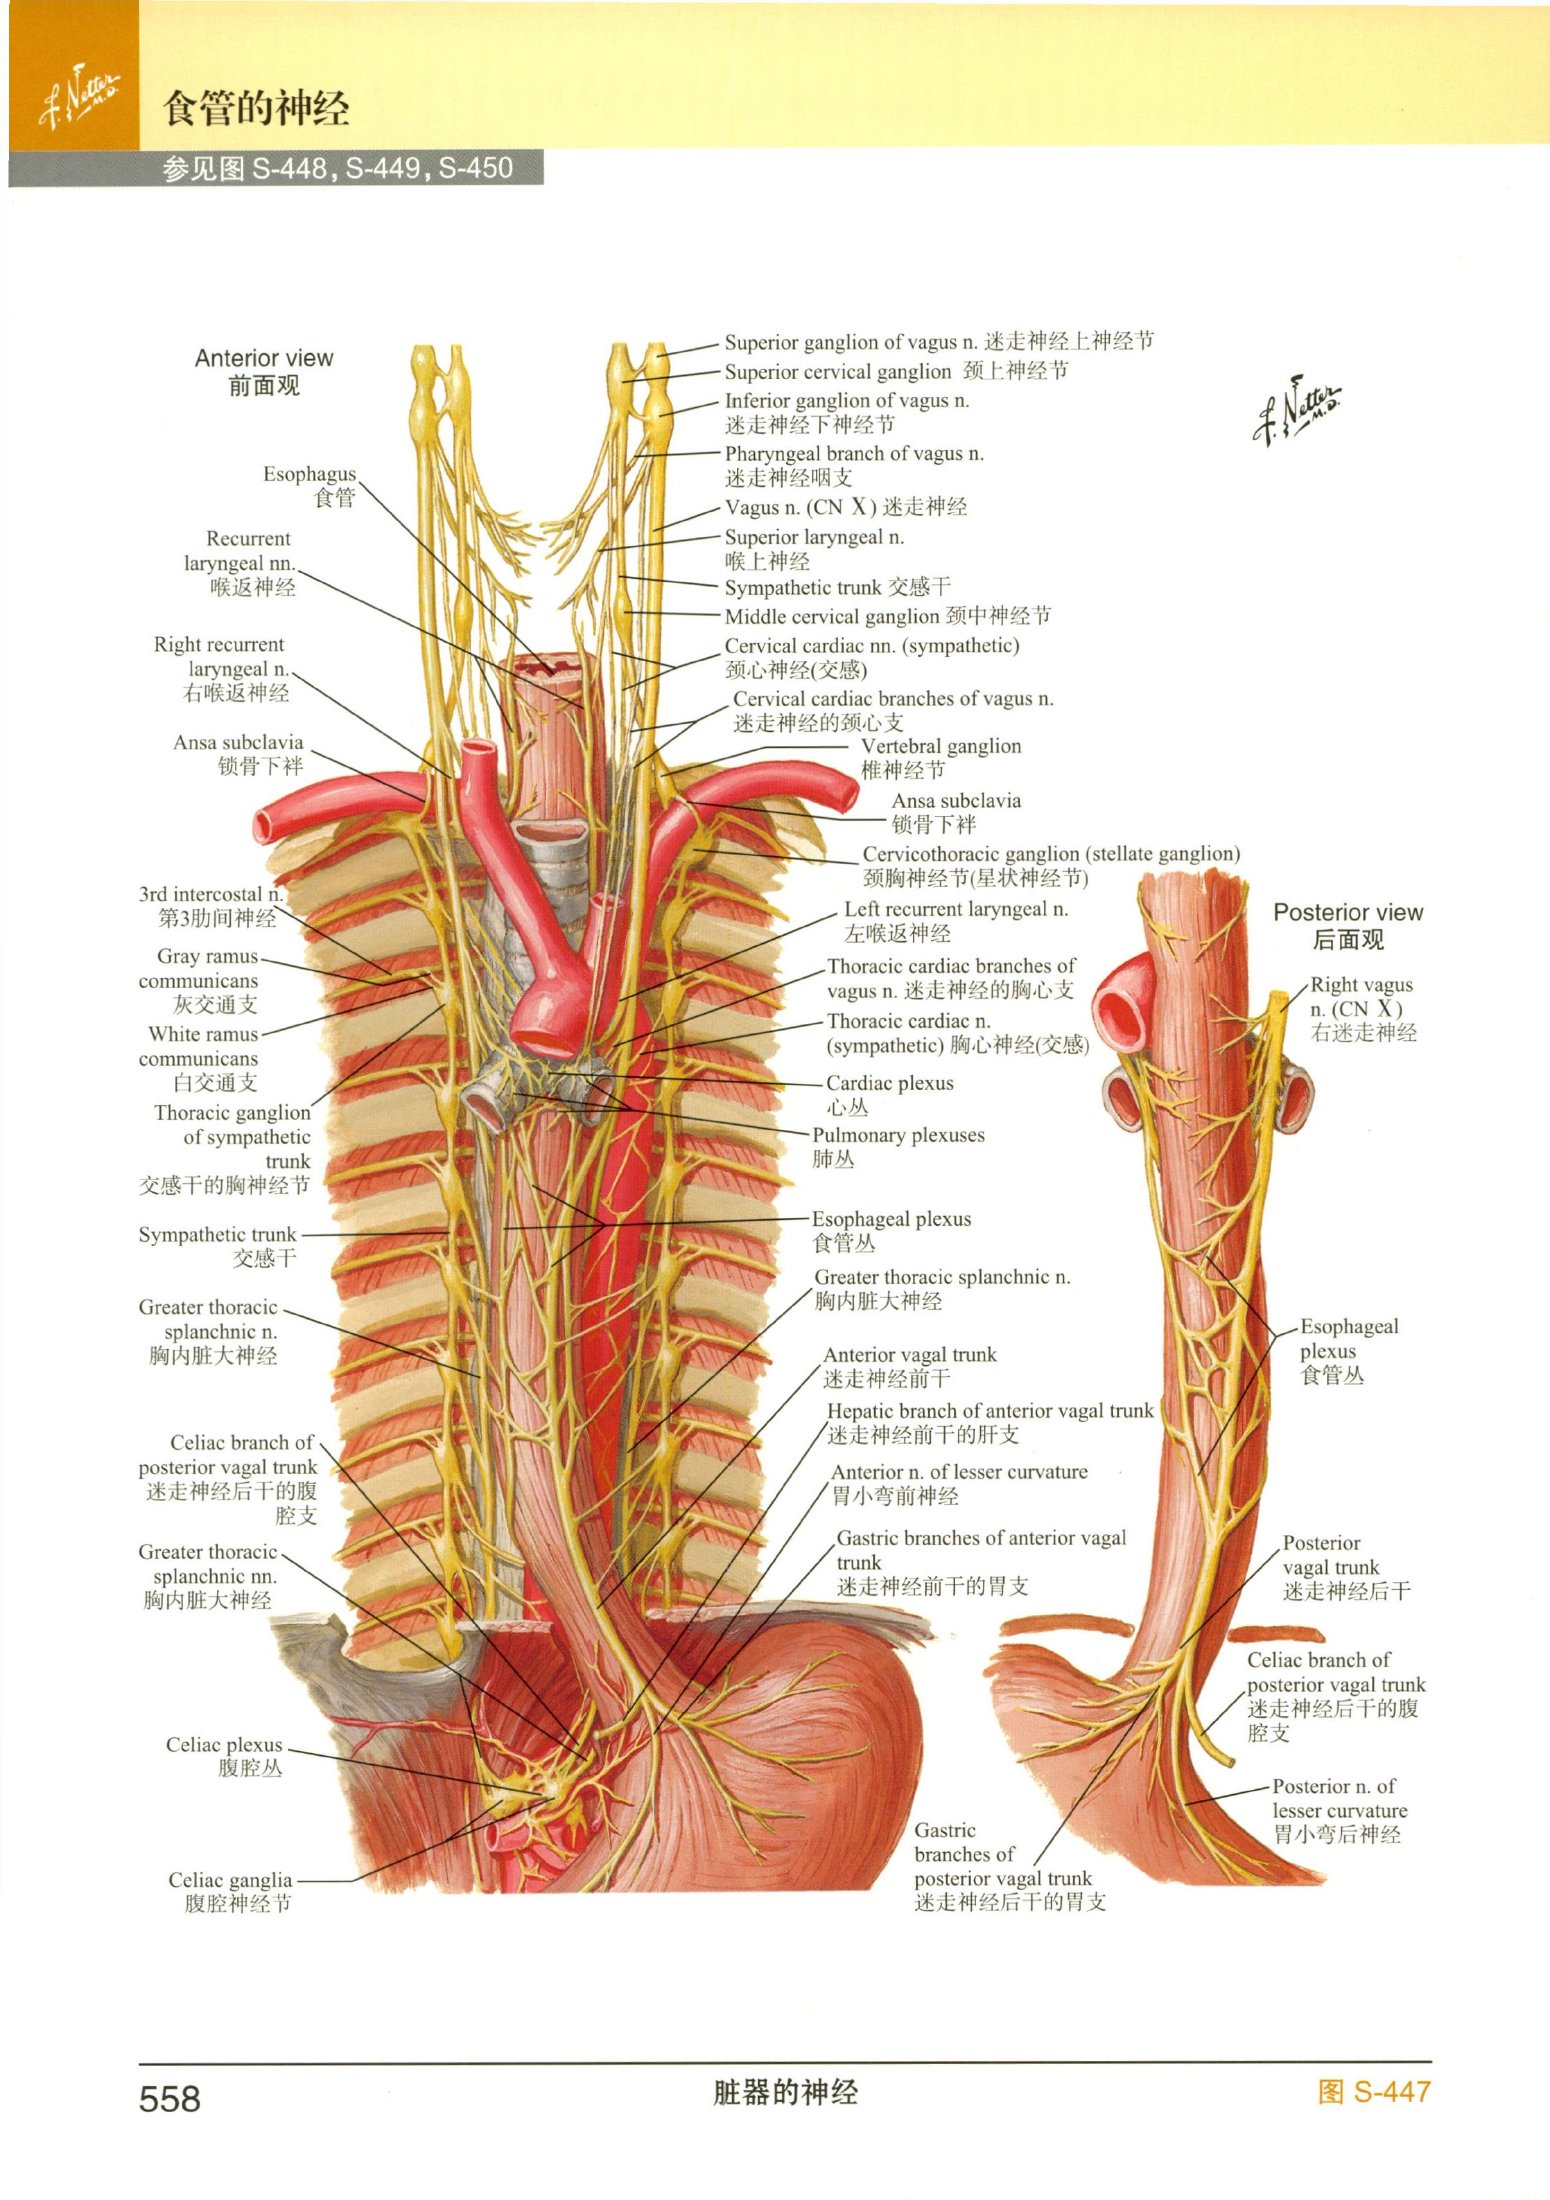 F. Netter M.D.
食管的神经
参见图 S-448, S-449, S-450
Anterior view
前面观
Esophagus
食管
Recurrent
laryngeal nn.
喉返神经
Right recurrent
laryngeal n.
右喉返神经
Ansa subclavia
锁骨下袢
3rd intercostal n.
第3肋间神经
Gray ramus
communicans
灰交通支
White ramus
communicans
白交通支
Thoracic ganglion
of sympathetic
trunk
交感干的胸神经节
Sympathetic trunk
交感干
Greater thoracic
splanchnic n.
胸内脏大神经
Celiac branch of
posterior vagal trunk
迷走神经后干的腹
腔支
Greater thoracic
splanchnic nn.
胸内脏大神经
Celiac plexus
腹腔丛
Celiac ganglia
腹腔神经节
Superior ganglion of vagus n. 迷走神经上神经节
Superior cervical ganglion 颈上神经节
Inferior ganglion of vagus n.
迷走神经下神经节
Pharyngeal branch of vagus n.
迷走神经咽支
Vagus n. (CN X) 迷走神经
Superior laryngeal n.
喉上神经
Sympathetic trunk 交感干
Middle cervical ganglion 颈中神经节
Cervical cardiac nn. (sympathetic)
颈心神经(交感)
Cervical cardiac branches of vagus n.
迷走神经的颈心支
Vertebral ganglion
椎神经节
Ansa subclavia
锁骨下袢
Cervicothoracic ganglion (stellate ganglion)
颈胸神经节(星状神经节)
Left recurrent laryngeal n.
左喉返神经
Thoracic cardiac branches of
vagus n. 迷走神经的胸心支
Thoracic cardiac n.
(sympathetic) 胸心神经(交感)
Cardiac plexus
心丛
Pulmonary plexuses
肺丛
Esophageal plexus
食管丛
Greater thoracic splanchnic n.
胸内脏大神经
Anterior vagal trunk
迷走神经前干
Hepatic branch of anterior vagal trunk
迷走神经前干的肝支
Anterior n. of lesser curvature
胃小弯前神经
Gastric branches of anterior vagal
trunk
迷走神经前干的胃支
F. Netter M.D.
Posterior view
后面观
Right vagus
n. (CN X)
右迷走神经
Esophageal
plexus
食管丛
Posterior
vagal trunk
迷走神经后干
Celiac branch of
posterior vagal trunk
迷走神经后干的腹
腔支
Posterior n. of
lesser curvature
胃小弯后神经
Gastric
branches of
posterior vagal trunk
迷走神经后干的胃支
558
脏器的神经
图 S-447